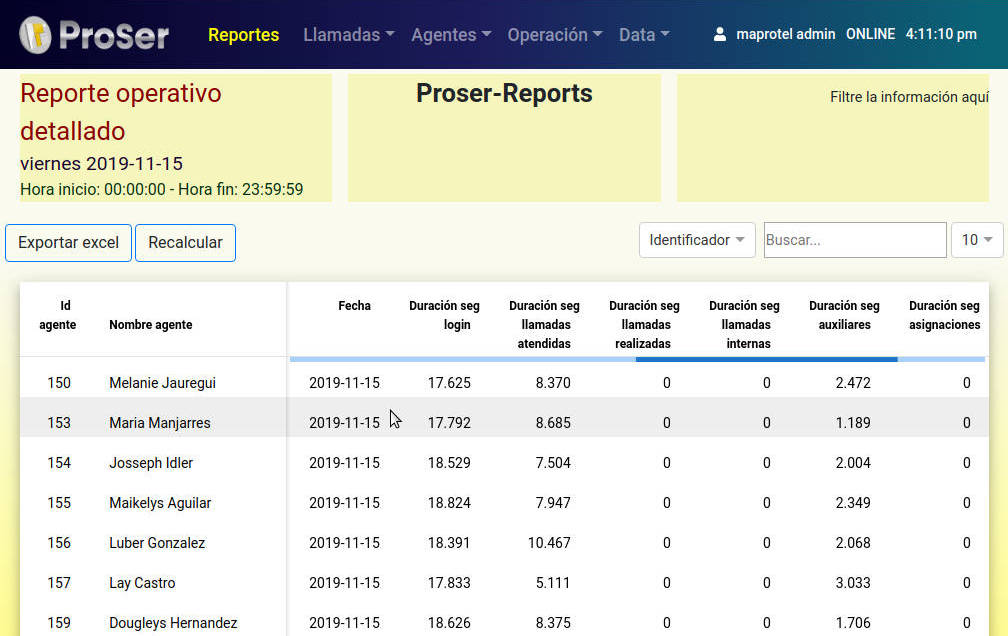 ProSer Reportes Llamadas Agentes Operación Data maprotel admin ONLINE 4:11:10 pm
Reporte operativo
detallado
viernes 2019-11-15
Hora inicio: 00:00:00 - Hora fin: 23:59:59
Proser-Reports
Filtre la información aquí
Exportar excel Recalcular Identificador Buscar... 10
Id agente Nombre agente Fecha Duración seg login Duración seg llamadas atendidas Duración seg llamadas realizadas Duración seg llamadas internas Duración seg auxiliares Duración seg asignaciones
150 Melanie Jauregui 2019-11-15 17.625 8.370 0 0 2.472 0
153 Maria Manjarres 2019-11-15 17.792 8.685 0 0 1.189 0
154 Josseph Idler 2019-11-15 18.529 7.504 0 0 2.004 0
155 Maikelys Aguilar 2019-11-15 18.824 7.947 0 0 2.349 0
156 Luber Gonzalez 2019-11-15 18.391 10.467 0 0 2.068 0
157 Lay Castro 2019-11-15 17.833 5.111 0 0 3.033 0
159 Dougleys Hernandez 2019-11-15 18.626 8.375 0 0 1.706 0